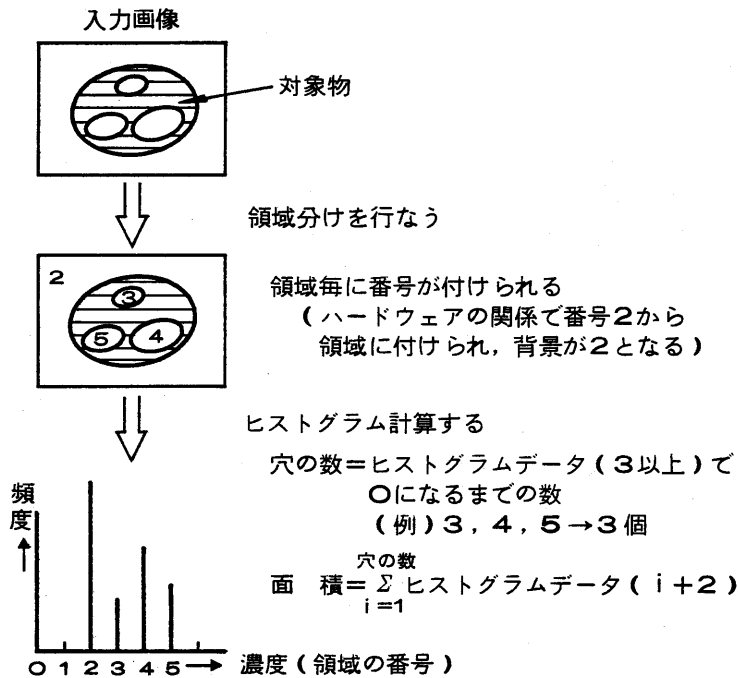 入力画像
対象物
領域分けを行なう
2
3
5 4
領域毎に番号が付けられる
(ハードウェアの関係で番号2から
領域に付けられ,背景が2となる)
ヒストグラム計算する
穴の数=ヒストグラムデータ(3以上)で
0になるまでの数
(例)3,4,5→3個
穴の数
面 積=Σヒストグラムデータ(i+2)
i=1
頻度
0 1 2 3 4 5 → 濃度(領域の番号)